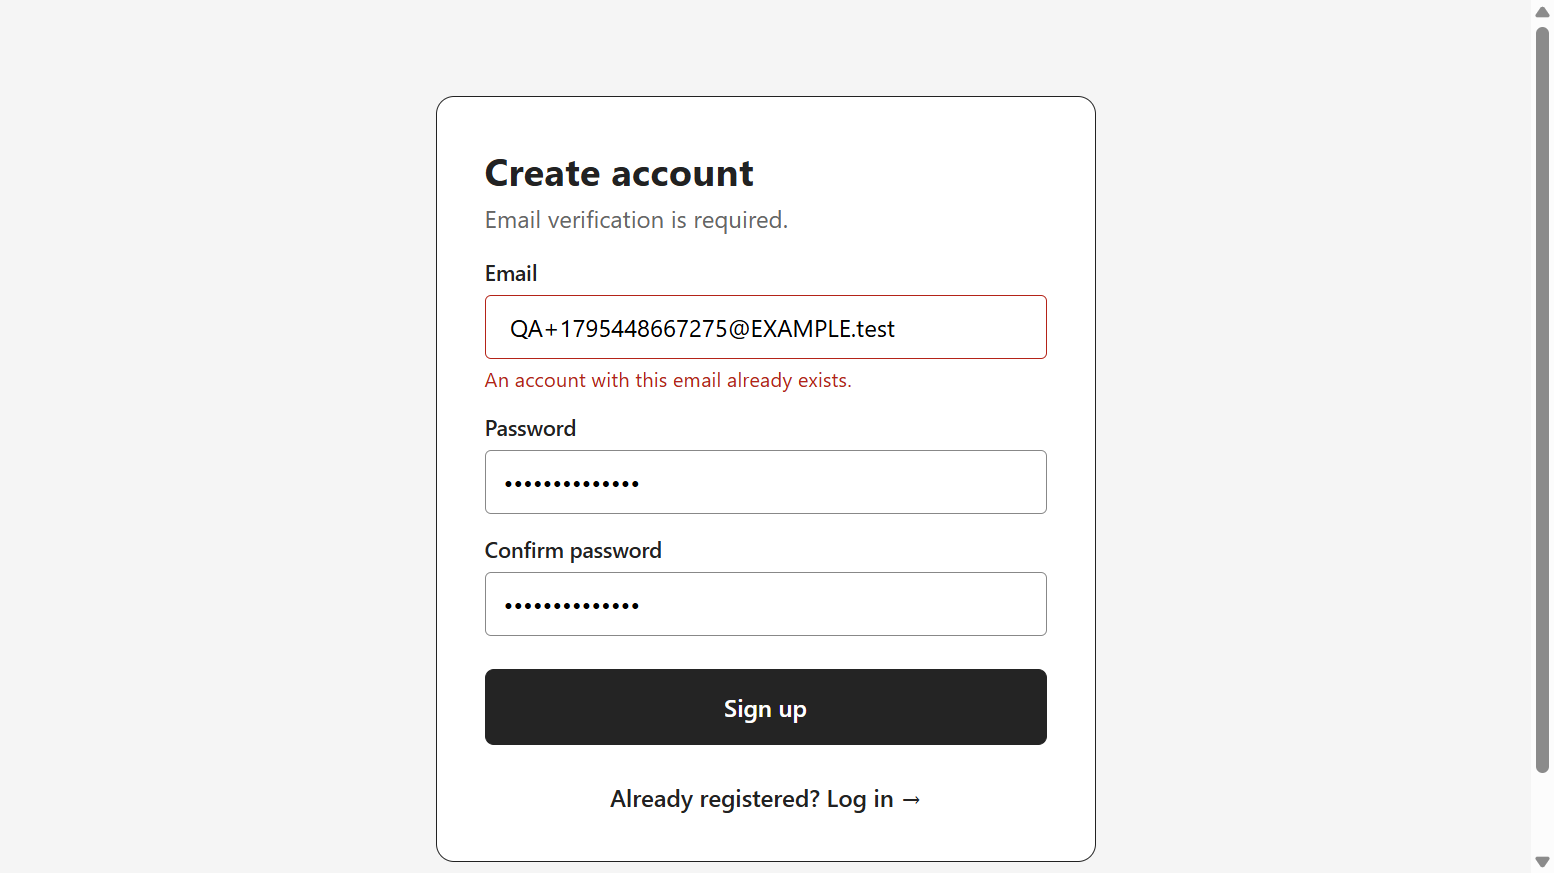 Create account
Email verification is required.
Email
QA+1795448667275@EXAMPLE.test
An account with this email already exists.
Password
••••••••••••••
Confirm password
••••••••••••••
Sign up
Already registered? Log in →